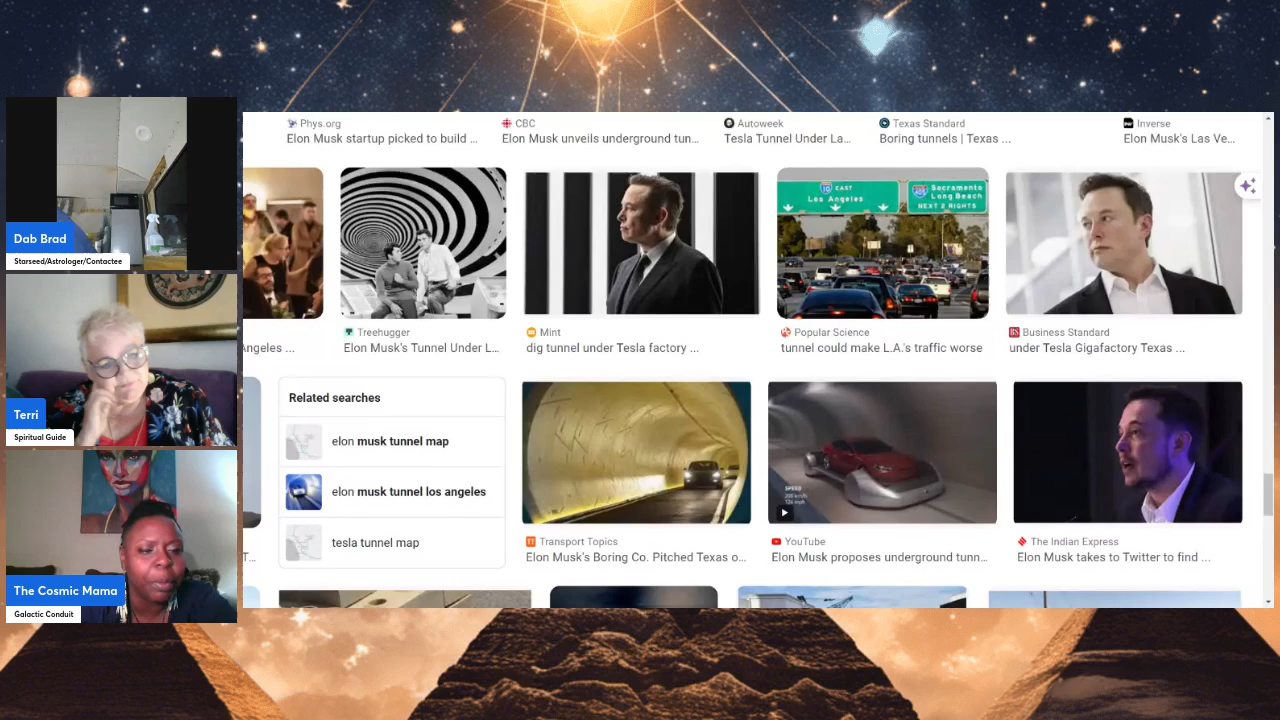 Phys.org
Elon Musk startup picked to build ...
CBC
Elon Musk unveils underground tun...
Autoweek
Tesla Tunnel Under La...
Texas Standard
Boring tunnels | Texas ...
Inverse
Elon Musk's Las Ve...
10 EAST
Los Angeles
405
Sacramento
Long Beach
NEXT 2 RIGHTS
Angeles ...
Treehugger
Elon Musk's Tunnel Under L...
Mint
dig tunnel under Tesla factory ...
Popular Science
tunnel could make L.A.'s traffic worse
BS Business Standard
under Tesla Gigafactory Texas ...
T...
Related searches
elon musk tunnel map
elon musk tunnel los angeles
tesla tunnel map
TT Transport Topics
Elon Musk's Boring Co. Pitched Texas o...
SPEED
YouTube
Elon Musk proposes underground tunn...
The Indian Express
Elon Musk takes to Twitter to find ...
Dab Brad
Starseed/Astrologer/Contactee
Terri
Spiritual Guide
The Cosmic Mama
Galactic Conduit